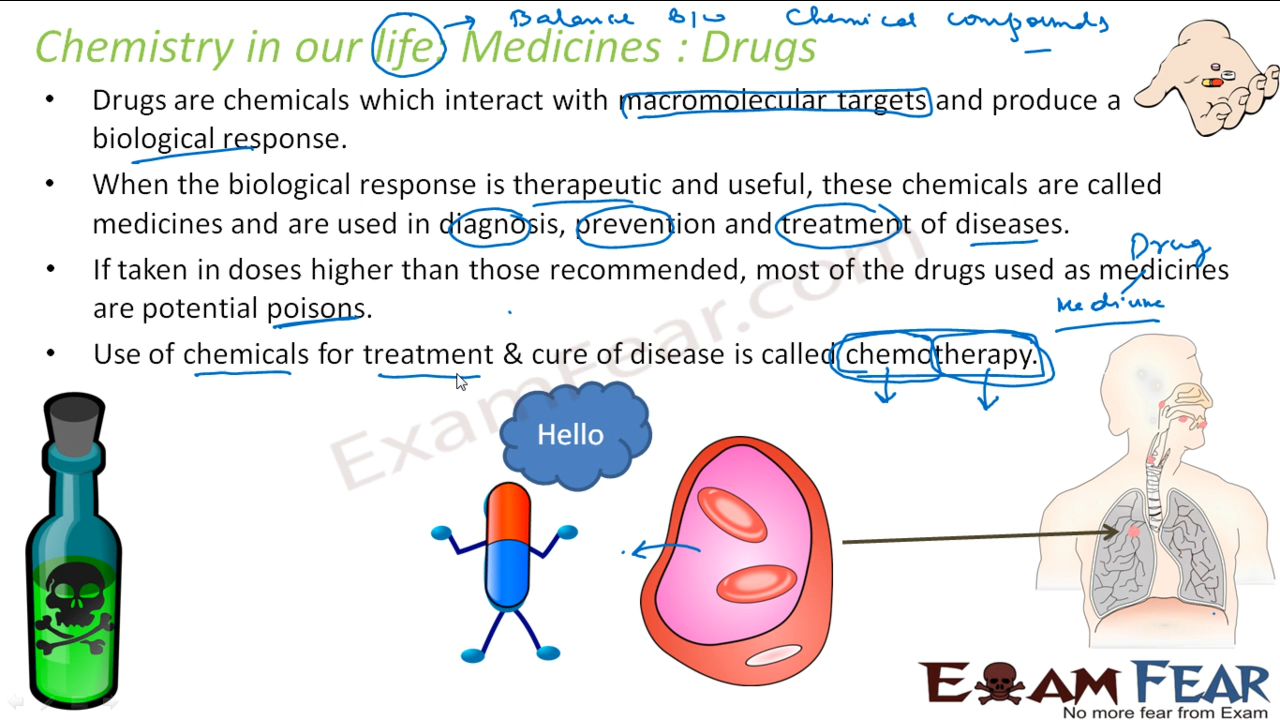 → Balance b/w Chemical compounds
Chemistry in our life: Medicines : Drugs
• Drugs are chemicals which interact with macromolecular targets and produce a
biological response.
• When the biological response is therapeutic and useful, these chemicals are called
medicines and are used in diagnosis, prevention and treatment of diseases.
Drug
• If taken in doses higher than those recommended, most of the drugs used as medicines
are potential poisons.
Medicine
• Use of chemicals for treatment & cure of disease is called chemotherapy.
ExamFear.com
Hello
EXAM FEAR
No more fear from Exam